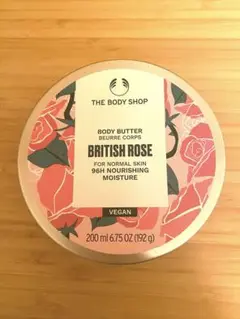 THE BODY SHOP
BODY BUTTER
BEURRE CORPS
BRITISH ROSE
FOR NORMAL SKIN
96H NOURISHING
MOISTURE
VEGAN
200 ml 6.75 OZ (192 g)